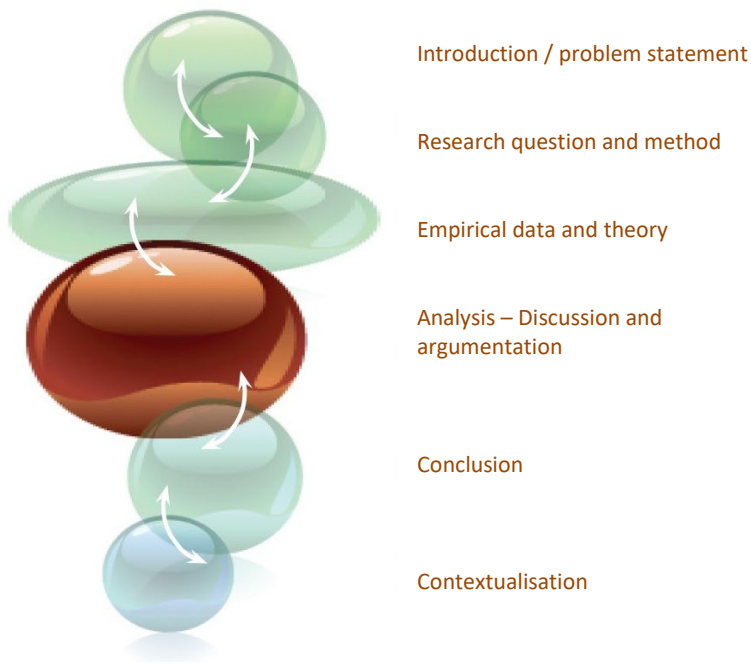 Introduction / problem statement
Research question and method
Empirical data and theory
Analysis – Discussion and
argumentation
Conclusion
Contextualisation